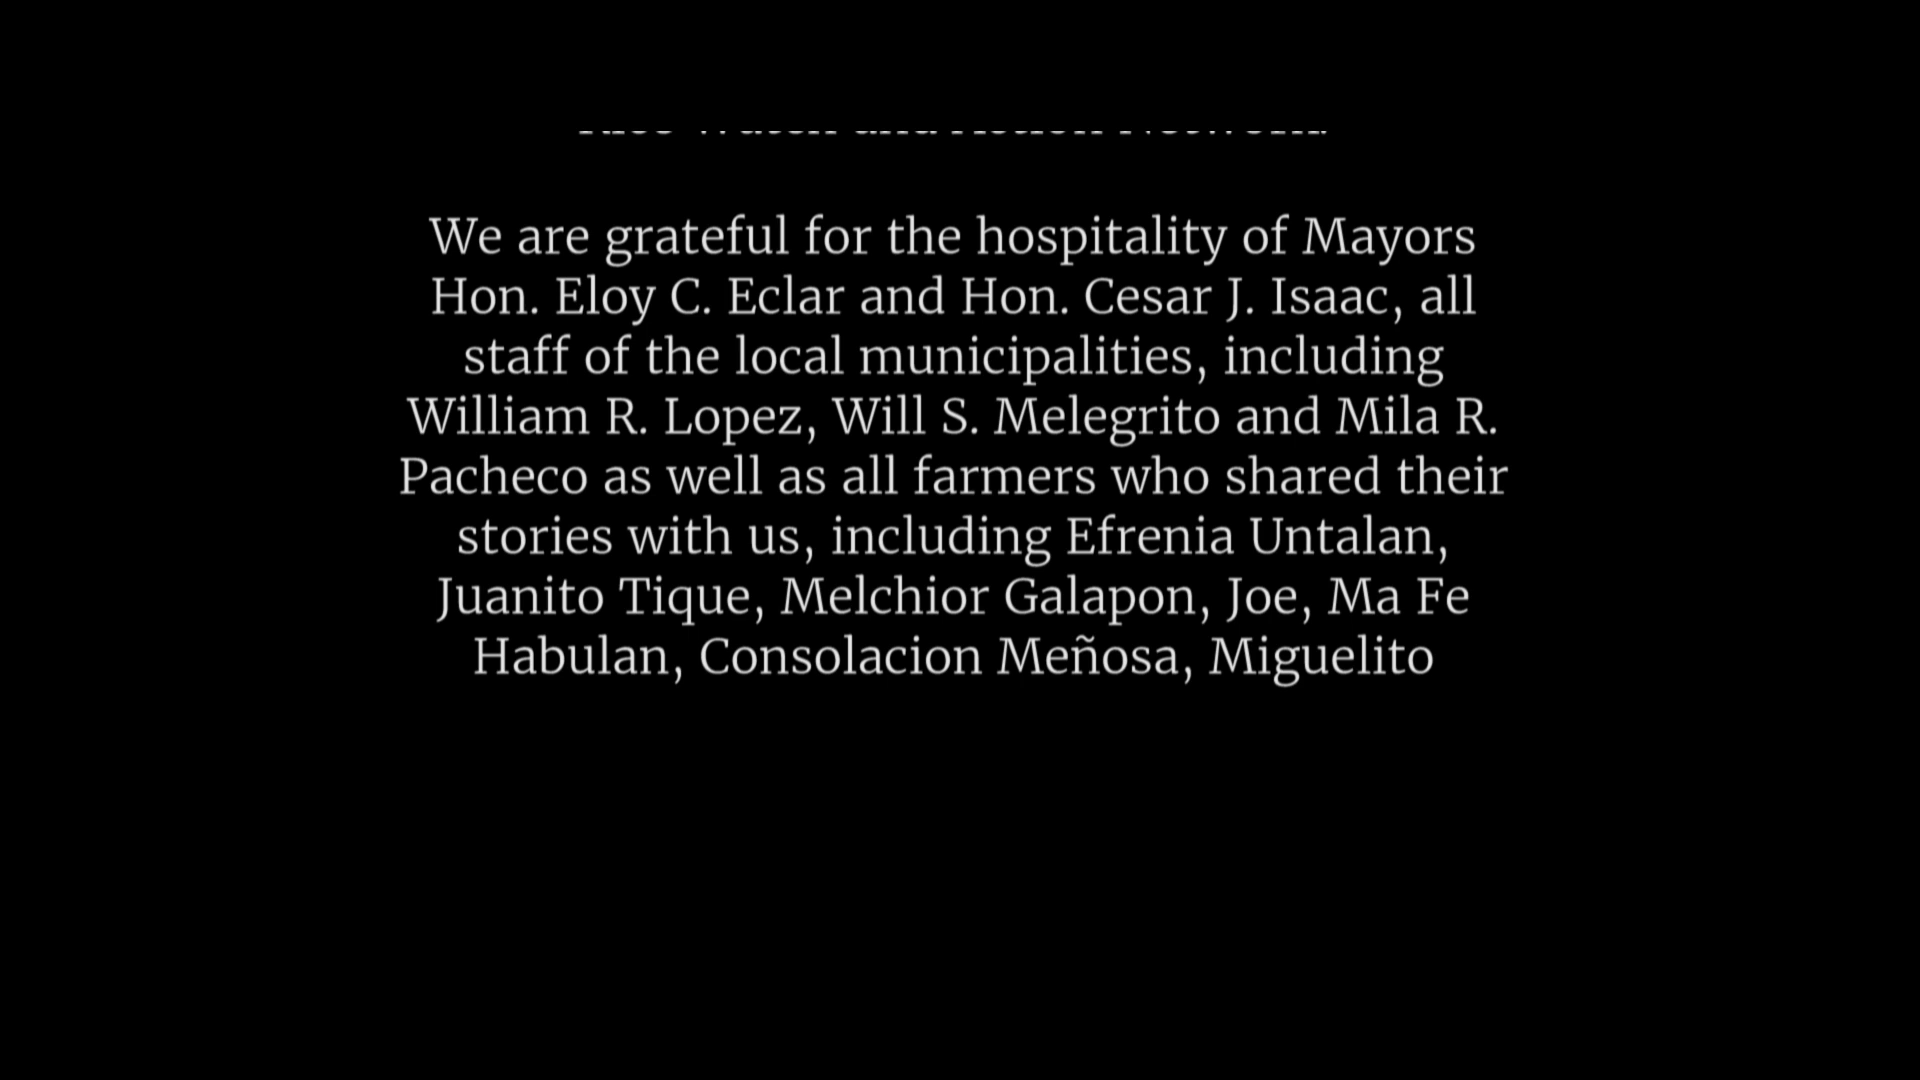 We are grateful for the hospitality of Mayors
Hon. Eloy C. Eclar and Hon. Cesar J. Isaac, all
staff of the local municipalities, including
William R. Lopez, Will S. Melegrito and Mila R.
Pacheco as well as all farmers who shared their
stories with us, including Efrenia Untalan,
Juanito Tique, Melchior Galapon, Joe, Ma Fe
Habulan, Consolacion Meñosa, Miguelito